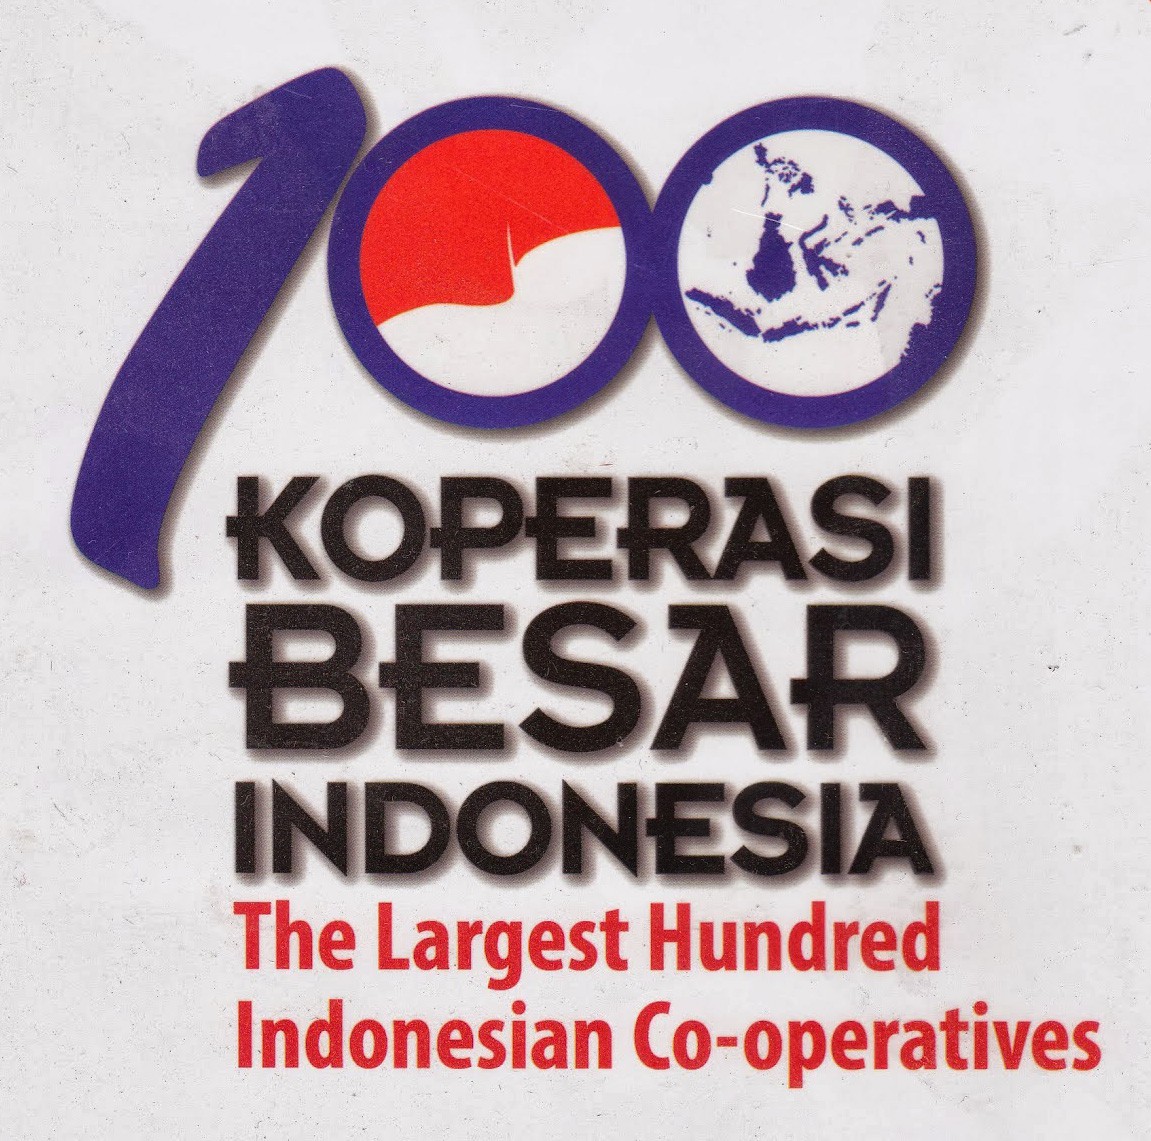 100
KOPERASI
BESAR
INDONESIA
The Largest Hundred
Indonesian Co-operatives